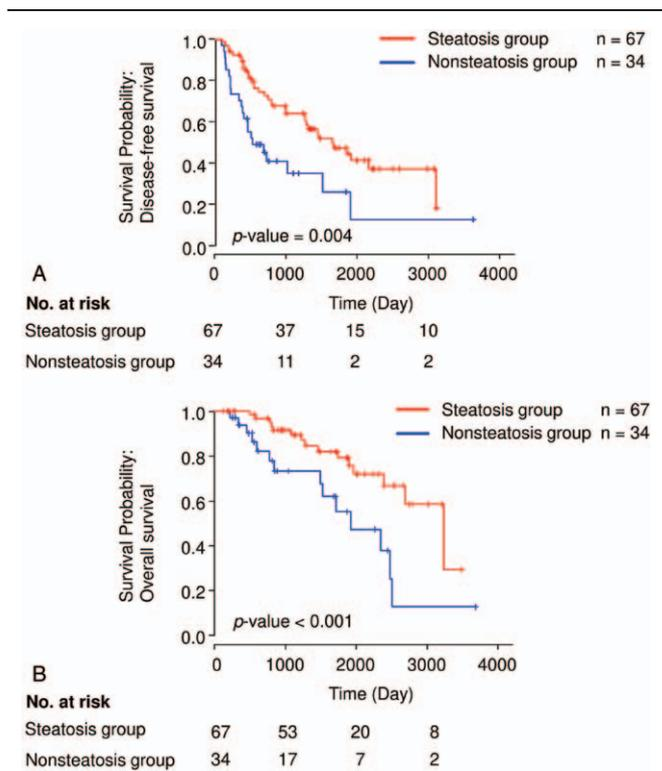 Steatosis group n = 67
Nonsteatosis group n = 34
Survival Probability:
Disease-free survival
1.0
0.8
0.6
0.4
0.2
0.0
p-value = 0.004
0 1000 2000 3000 4000
A
Time (Day)
No. at risk
Steatosis group 67 37 15 10
Nonsteatosis group 34 11 2 2
Steatosis group n = 67
Nonsteatosis group n = 34
Survival Probability:
Overall survival
1.0
0.8
0.6
0.4
0.2
0.0
p-value < 0.001
0 1000 2000 3000 4000
B
Time (Day)
No. at risk
Steatosis group 67 53 20 8
Nonsteatosis group 34 17 7 2